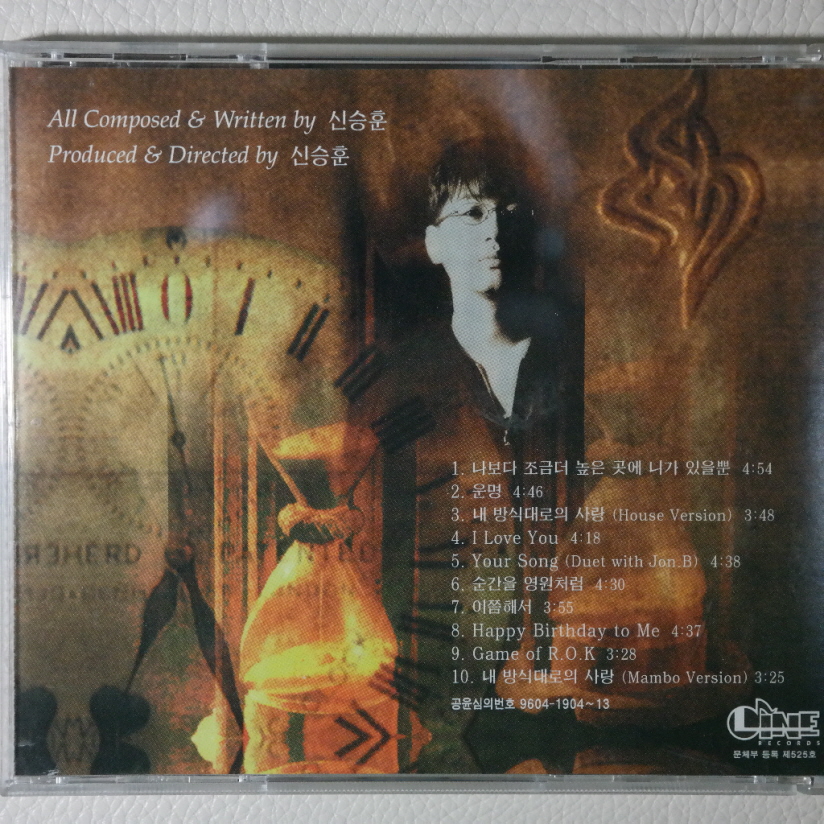 All Composed & Written by 신승훈
Produced & Directed by 신승훈
1. 나보다 조금더 높은 곳에 니가 있을뿐 4:54
2. 운명 4:46
3. 내 방식대로의 사랑 (House Version) 3:48
4. I Love You 4:18
5. Your Song (Duet with Jon.B) 4:38
6. 순간을 영원처럼 4:30
7. 이쯤해서 3:55
8. Happy Birthday to Me 4:37
9. Game of R.O.K 3:28
10. 내 방식대로의 사랑 (Mambo Version) 3:25
공윤심의번호 9604-1904~13
LINE
RECORDS
문체부 등록 제525호